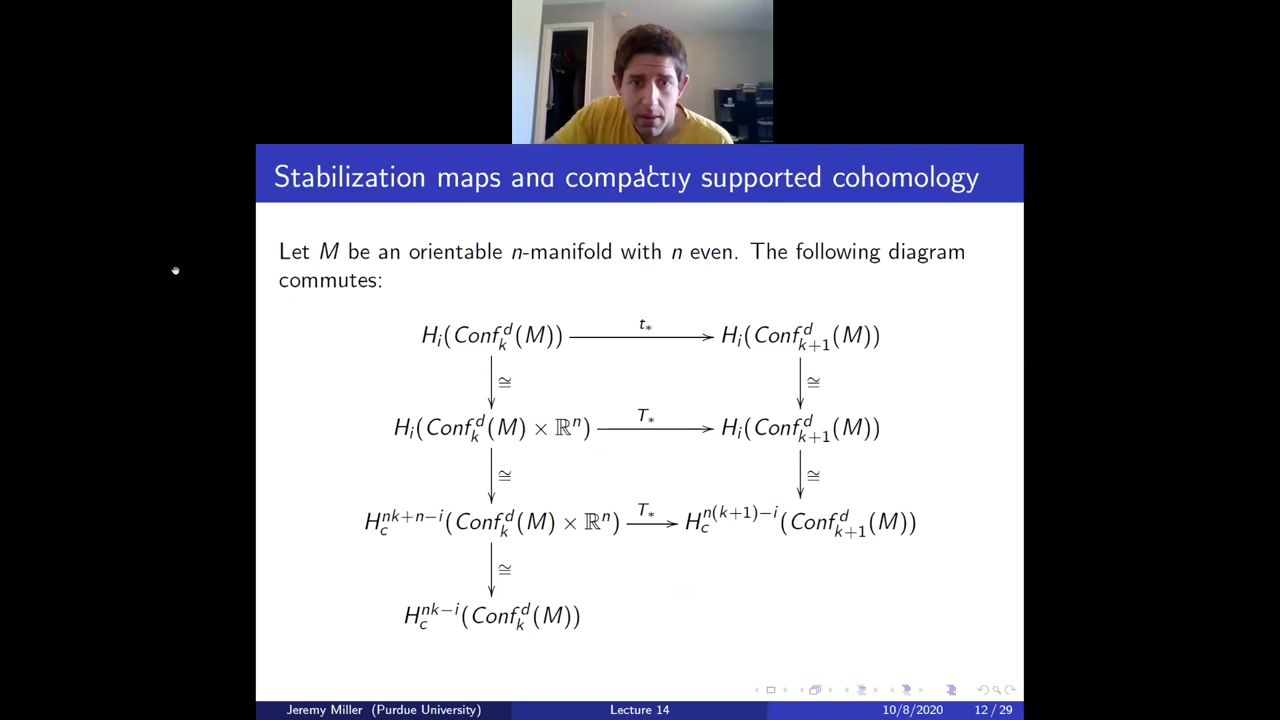 Stabilization maps and compactly supported cohomology
Let M be an orientable n-manifold with n even. The following diagram
commutes:
H_i(Conf_k^d(M)) t_* H_i(Conf_{k+1}^d(M))
≅ ≅
H_i(Conf_k^d(M) × ℝ^n) T_* H_i(Conf_{k+1}^d(M))
≅ ≅
H_c^{nk+n−i}(Conf_k^d(M) × ℝ^n) T_* H_c^{n(k+1)−i}(Conf_{k+1}^d(M))
≅
H_c^{nk−i}(Conf_k^d(M))
Jeremy Miller (Purdue University) Lecture 14 10/8/2020 12 / 29